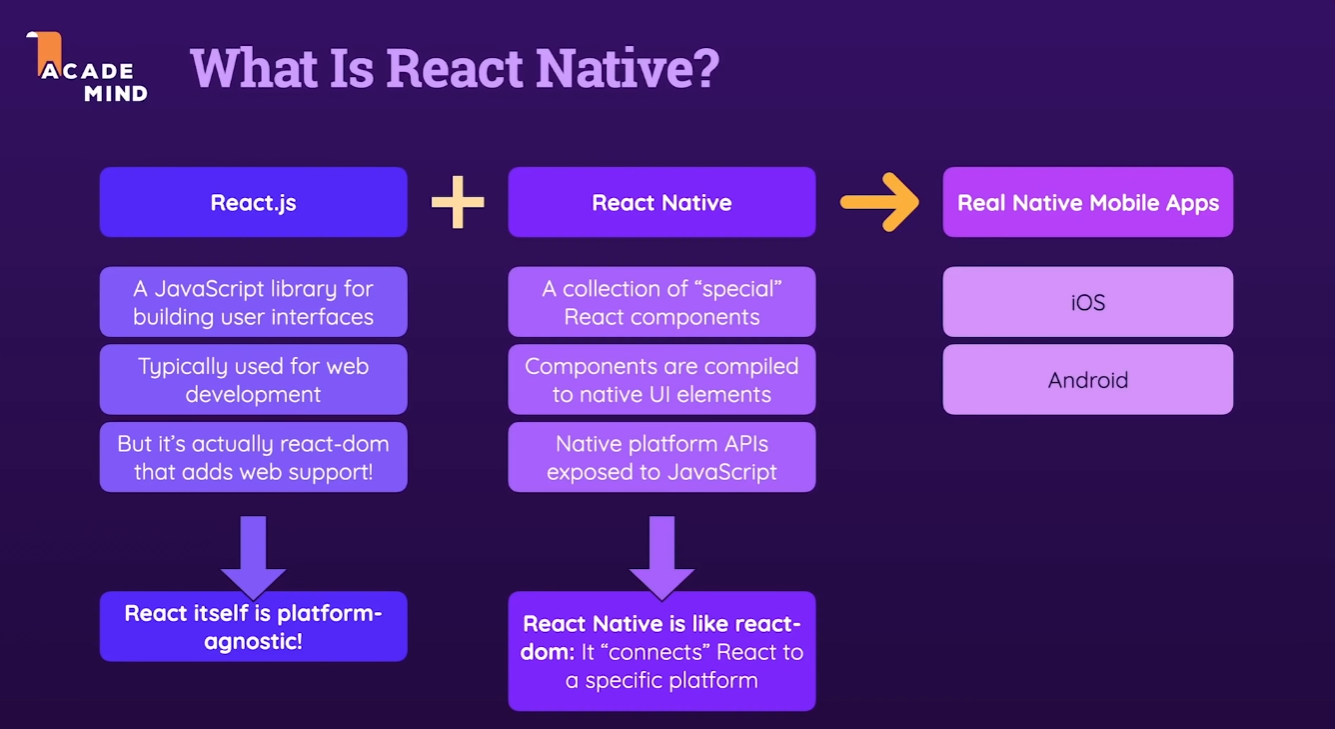 ACADE
MIND
What Is React Native?
React.js
React Native
Real Native Mobile Apps
A JavaScript library for
building user interfaces
Typically used for web
development
But it’s actually react-dom
that adds web support!
React itself is platform-
agnostic!
A collection of “special”
React components
Components are compiled
to native UI elements
Native platform APIs
exposed to JavaScript
React Native is like react-
dom: It “connects” React to
a specific platform
iOS
Android